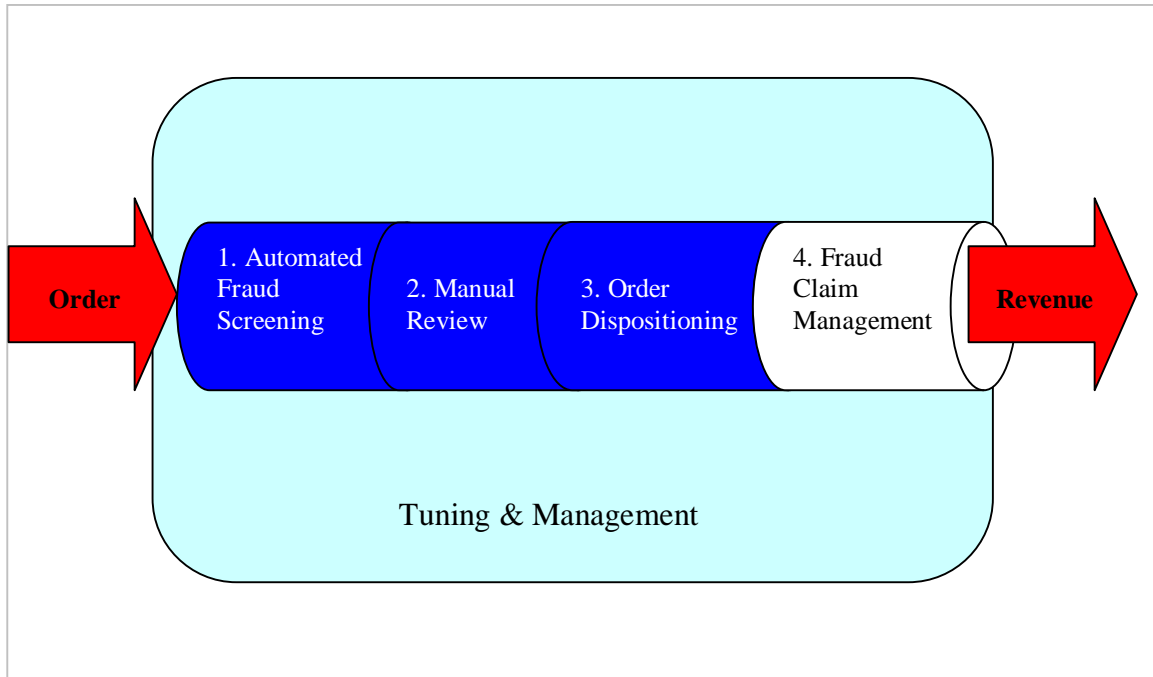 Order
1. Automated
Fraud
Screening
2. Manual
Review
3. Order
Dispositioning
4. Fraud
Claim
Management
Revenue
Tuning & Management